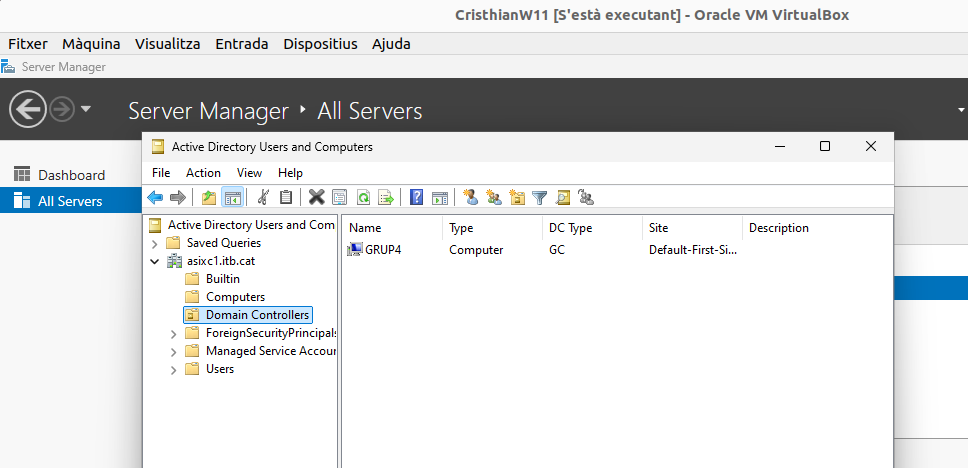 CristhianW11 [S'està executant] - Oracle VM VirtualBox
Fitxer Màquina Visualitza Entrada Dispositius Ajuda
Server Manager
Server Manager ‣ All Servers
Dashboard
All Servers
Active Directory Users and Computers
File Action View Help
Active Directory Users and Com
Saved Queries
asixc1.itb.cat
Builtin
Computers
Domain Controllers
ForeignSecurityPrincipals
Managed Service Accour
Users
Name Type DC Type Site Description
GRUP4 Computer GC Default-First-Si...